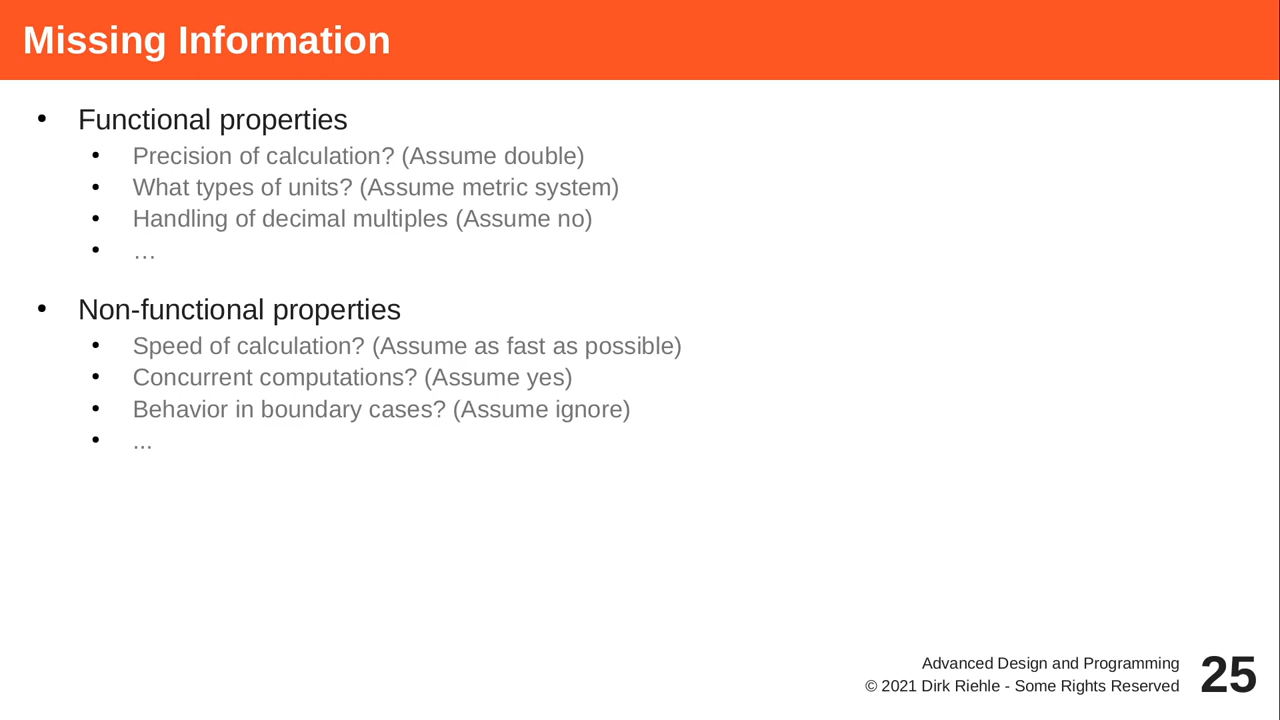 Missing Information
• Functional properties
• Precision of calculation? (Assume double)
• What types of units? (Assume metric system)
• Handling of decimal multiples (Assume no)
• …
• Non-functional properties
• Speed of calculation? (Assume as fast as possible)
• Concurrent computations? (Assume yes)
• Behavior in boundary cases? (Assume ignore)
• ...
Advanced Design and Programming
© 2021 Dirk Riehle - Some Rights Reserved
25